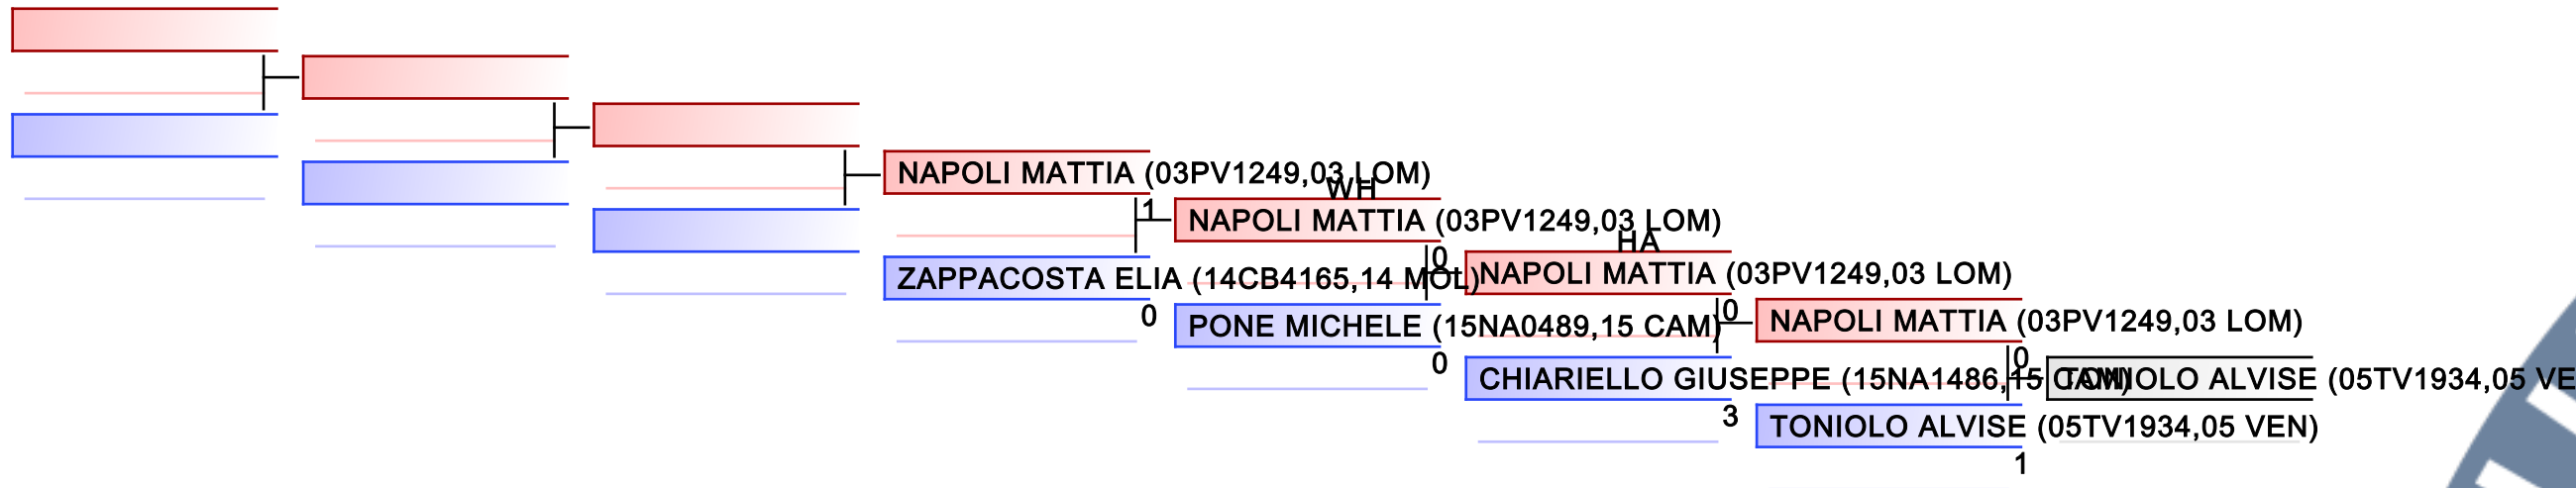 NAPOLI MATTIA (03PV1249,03 LOM)
WH
1
NAPOLI MATTIA (03PV1249,03 LOM)
HA
ZAPPACOSTA ELIA (14CB4165,14 MOL)
0
NAPOLI MATTIA (03PV1249,03 LOM)
0
PONE MICHELE (15NA0489,15 CAM)
0
NAPOLI MATTIA (03PV1249,03 LOM)
0
CHIARIELLO GIUSEPPE (15NA1486,15 CAM)
0
TONIOLO ALVISE (05TV1934,05 VE
3
TONIOLO ALVISE (05TV1934,05 VEN)
1